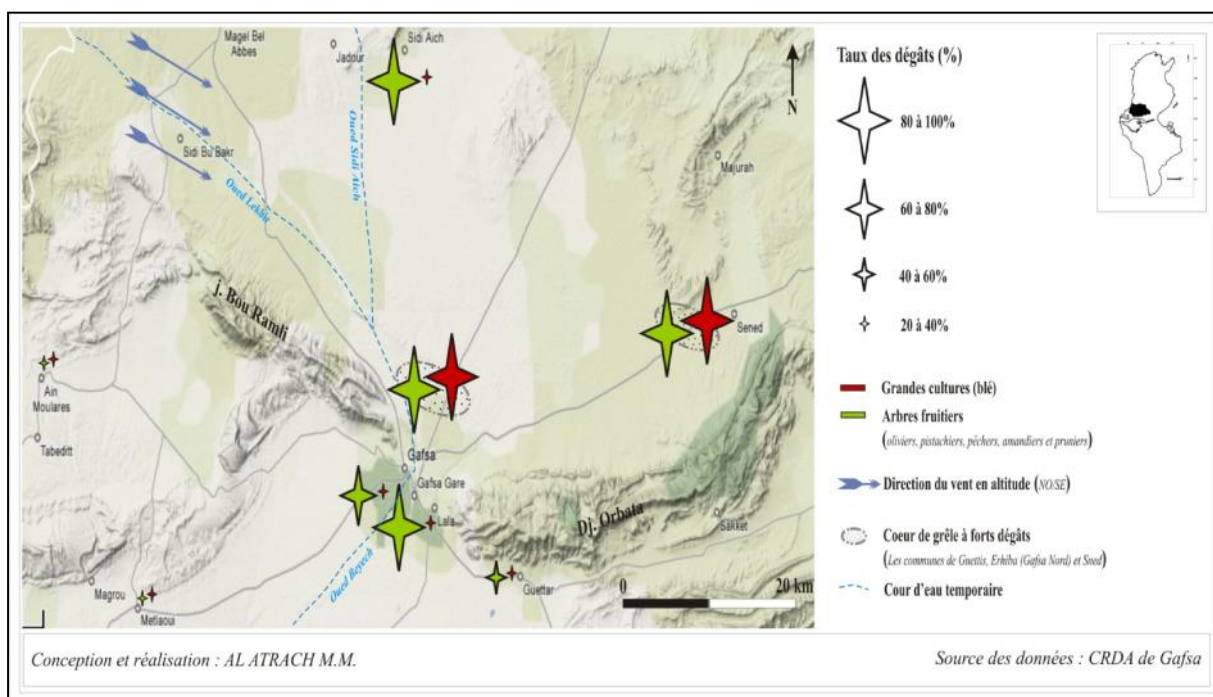 Magel Bel
Abbes
Jadour
Sidi Aich
N
Sidi Bu Bakr
Oued Lekbir
Oued Sidi Aich
Majurah
j. Bou Ramli
Sened
Ain
Moulares
Tabeditt
Gafsa
Gafsa Gare
Lala
Dj. Orbata
Sakket
Oued Beyech
Guettar
Magrou
Metlaoui
0 20 km
Taux des dégâts (%)
80 à 100%
60 à 80%
40 à 60%
20 à 40%
Grandes cultures (blé)
Arbres fruitiers
(oliviers, pistachiers, pêchers, amandiers et pruniers)
Direction du vent en altitude (NO/SE)
Coeur de grêle à forts dégâts
(Les communes de Guettis, Erhiba (Gafsa Nord) et Sned)
Cour d'eau temporaire
Conception et réalisation : AL ATRACH M.M.
Source des données : CRDA de Gafsa